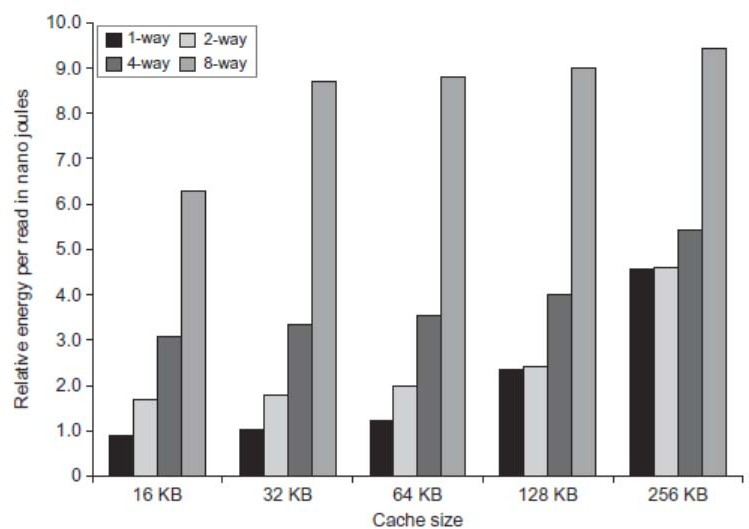 10.0
9.0
8.0
7.0
6.0
5.0
4.0
3.0
2.0
1.0
0
Relative energy per read in nano joules
1-way 2-way
4-way 8-way
16 KB 32 KB 64 KB 128 KB 256 KB
Cache size